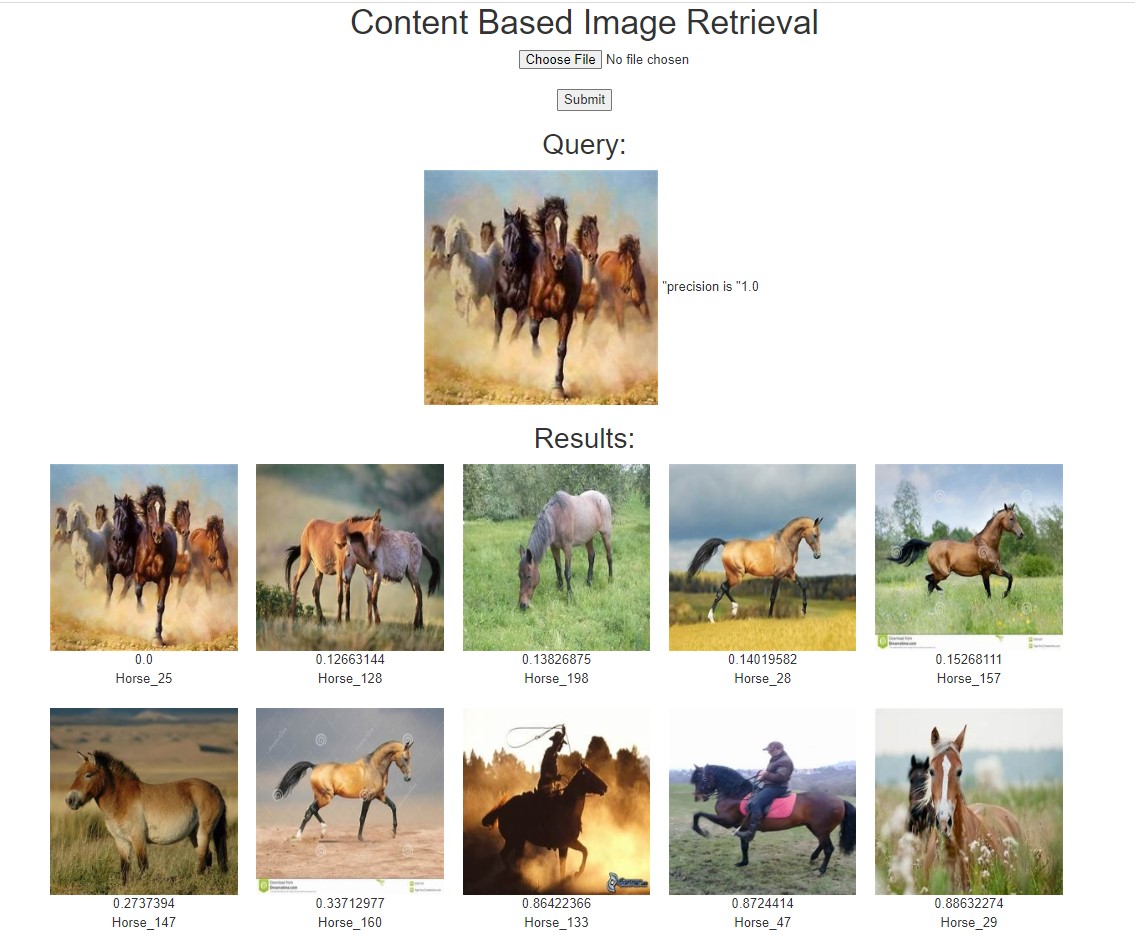 Content Based Image Retrieval
Choose File No file chosen
Submit
Query:
"precision is "1.0
Results:
0.0
Horse_25
0.12663144
Horse_128
0.13826875
Horse_198
0.14019582
Horse_28
0.15268111
Horse_157
0.2737394
Horse_147
0.33712977
Horse_160
0.86422366
Horse_133
0.8724414
Horse_47
0.88632274
Horse_29